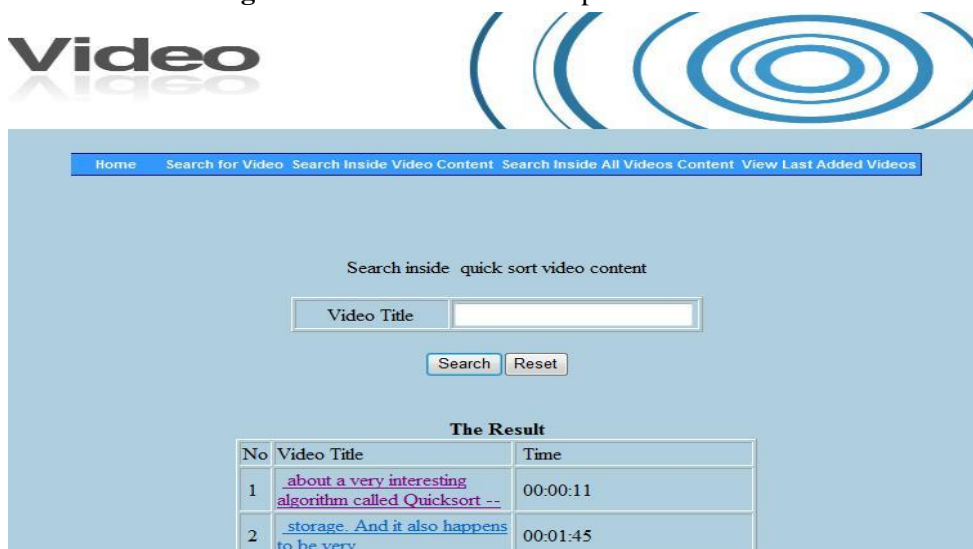 Video
Home Search for Video Search Inside Video Content Search Inside All Videos Content View Last Added Videos
Search inside quick sort video content
Video Title
Search Reset
The Result
No Video Title Time
1 about a very interesting algorithm called Quicksort -- 00:00:11
2 storage. And it also happens to be very 00:01:45